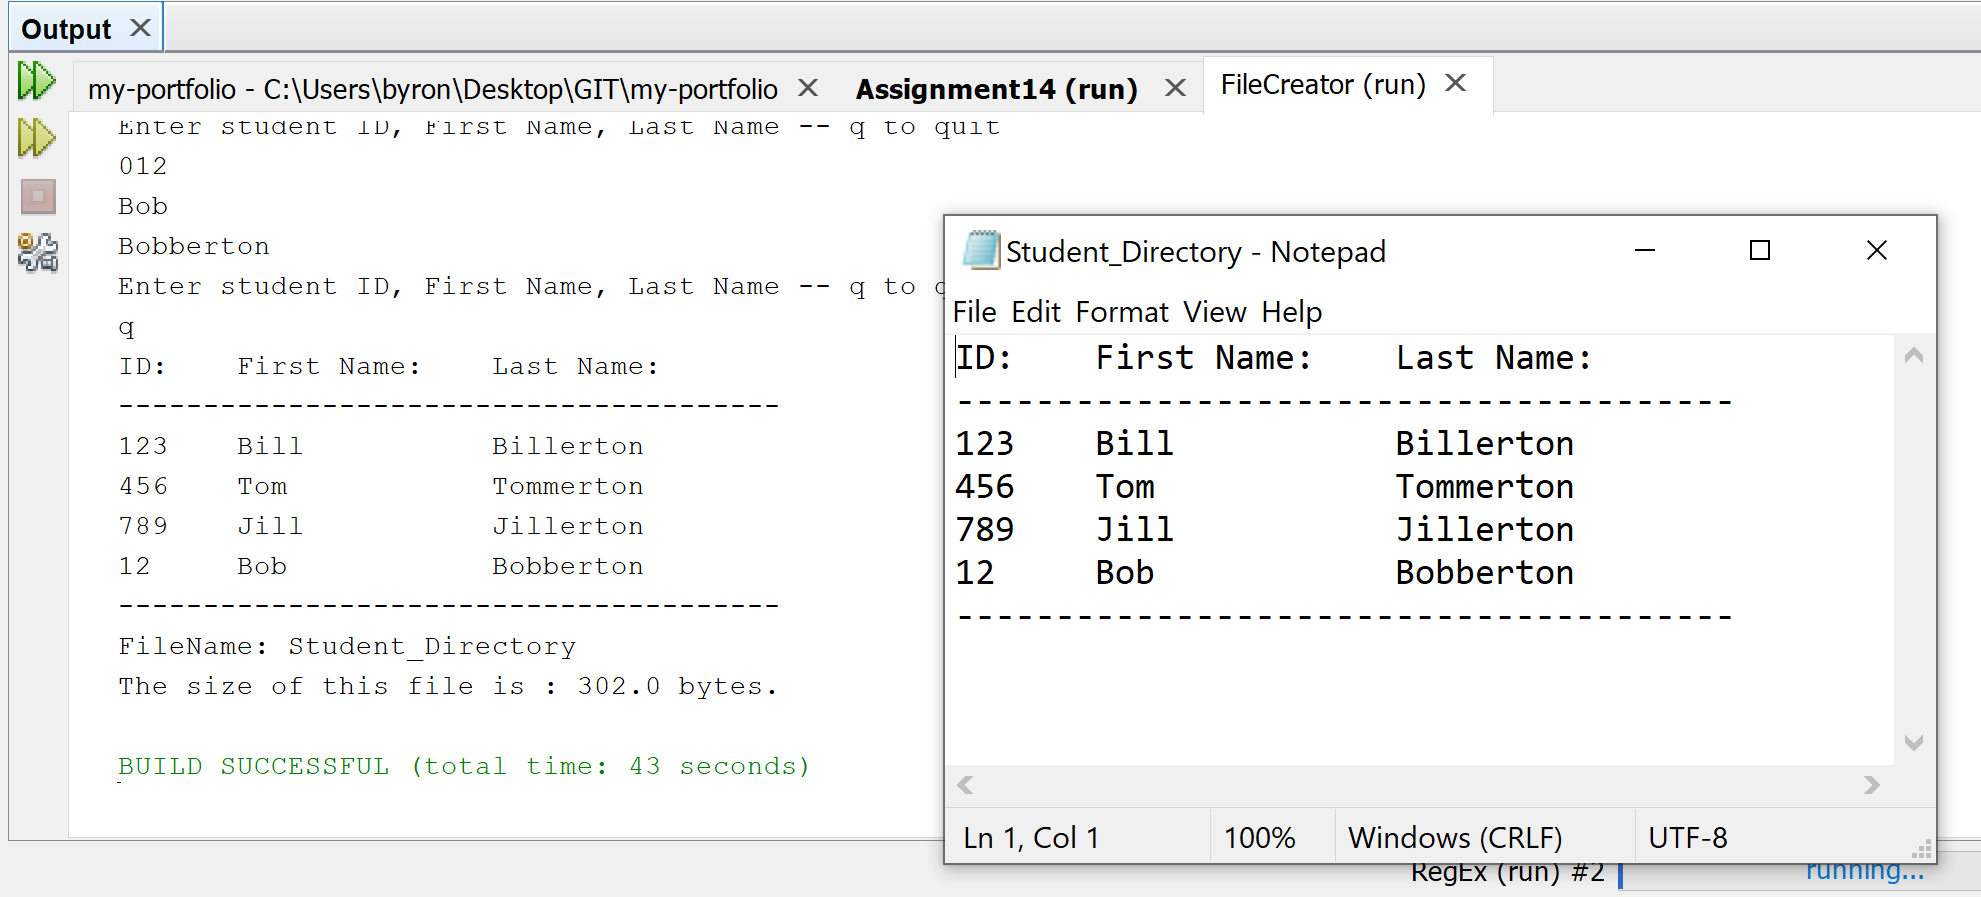 Output
my-portfolio - C:\Users\byron\Desktop\GIT\my-portfolio Assignment14 (run) FileCreator (run)
Enter student ID, First Name, Last Name -- q to quit
012
Bob
Bobberton
Enter student ID, First Name, Last Name -- q to q
q
ID: First Name: Last Name:
---------------------------------------
123 Bill Billerton
456 Tom Tommerton
789 Jill Jillerton
12 Bob Bobberton
---------------------------------------
FileName: Student_Directory
The size of this file is : 302.0 bytes.
BUILD SUCCESSFUL (total time: 43 seconds)
Student_Directory - Notepad
File Edit Format View Help
ID: First Name: Last Name:
---------------------------------------
123 Bill Billerton
456 Tom Tommerton
789 Jill Jillerton
12 Bob Bobberton
---------------------------------------
Ln 1, Col 1 100% Windows (CRLF) UTF-8
RegEx (run) #2 running...